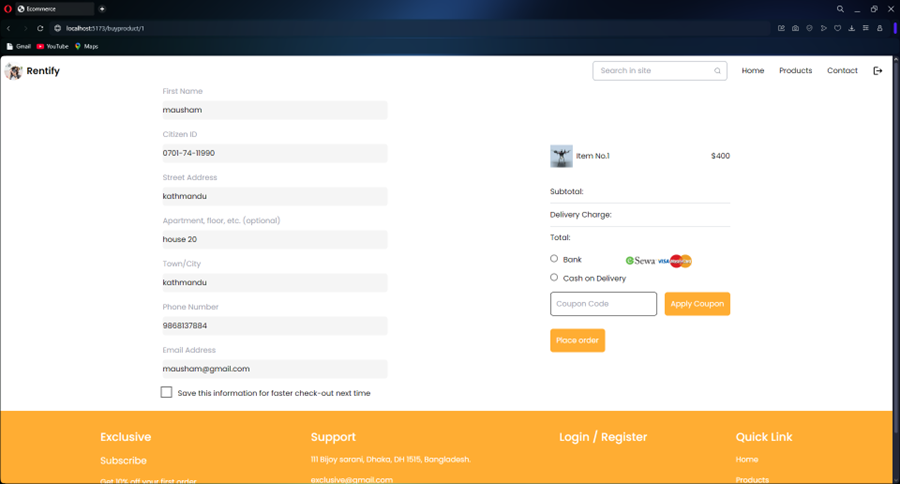 Ecommerce
localhost:5173/buyproduct/1
Gmail YouTube Maps
Rentify
Search in site
Home Products Contact
First Name
mausham
Citizen ID
0701-74-11990
Street Address
kathmandu
Apartment, floor, etc. (optional)
house 20
Town/City
kathmandu
Phone Number
9868137884
Email Address
mausham@gmail.com
Save this information for faster check-out next time
Item No.1 $400
Subtotal:
Delivery Charge:
Total:
Bank eSewa VISA
Cash on Delivery
Coupon Code Apply Coupon
Place order
Exclusive
Subscribe
Get 10% off your first order
Support
111 Bijoy sarani, Dhaka, DH 1515, Bangladesh.
exclusive@gmail.com
Login / Register
Quick Link
Home
Products